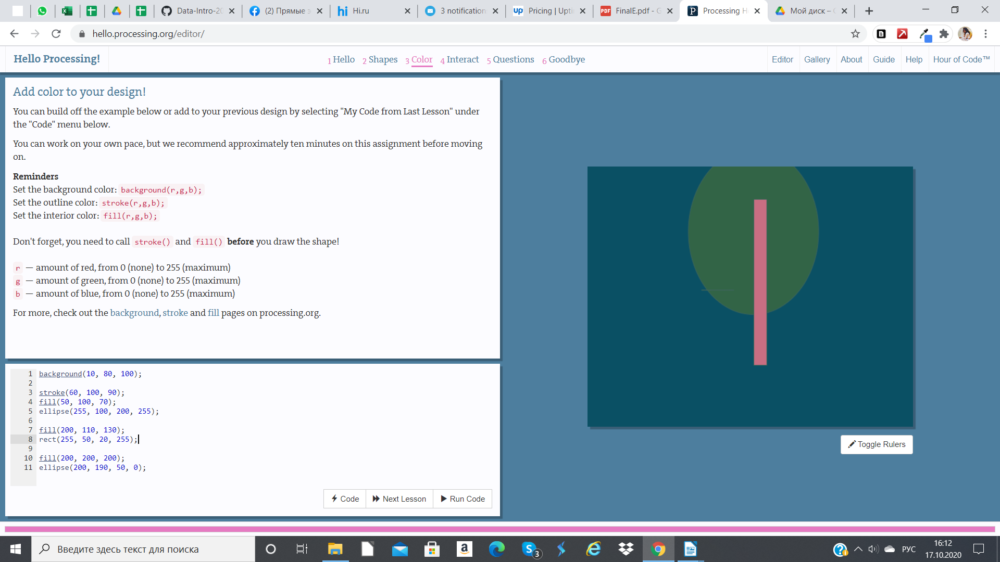 Data-Intro-20
(2) Прямые э
Hi.ru
3 notification
up Pricing | Upti
PDF FinalE.pdf - G
Processing H
Мой диск – G
hello.processing.org/editor/
Hello Processing!
1 Hello 2 Shapes 3 Color 4 Interact 5 Questions 6 Goodbye
Editor Gallery About Guide Help Hour of Code™
Add color to your design!
You can build off the example below or add to your previous design by selecting "My Code from Last Lesson" under
the "Code" menu below.
You can work on your own pace, but we recommend approximately ten minutes on this assignment before moving
on.
Reminders
Set the background color: background(r,g,b);
Set the outline color: stroke(r,g,b);
Set the interior color: fill(r,g,b);
Don't forget, you need to call stroke() and fill() before you draw the shape!
r — amount of red, from 0 (none) to 255 (maximum)
g — amount of green, from 0 (none) to 255 (maximum)
b — amount of blue, from 0 (none) to 255 (maximum)
For more, check out the background, stroke and fill pages on processing.org.
1 background(10, 80, 100);
2
3 stroke(60, 100, 90);
4 fill(50, 100, 70);
5 ellipse(255, 100, 200, 255);
6
7 fill(200, 110, 130);
8 rect(255, 50, 20, 255);
9
10 fill(200, 200, 200);
11 ellipse(200, 190, 50, 0);
Code Next Lesson Run Code
Toggle Rulers
Введите здесь текст для поиска
3
РУС
16:12
17.10.2020